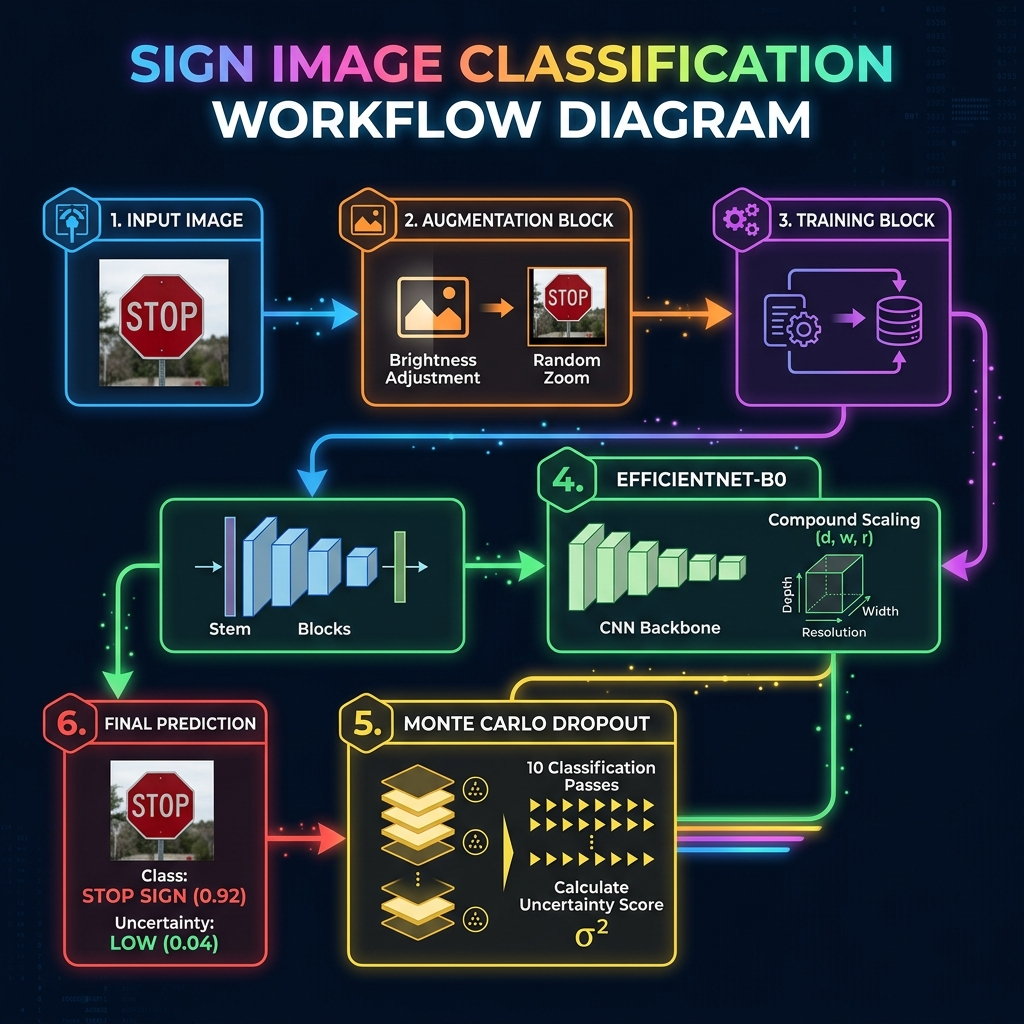 SIGN IMAGE CLASSIFICATION
WORKFLOW DIAGRAM
1. INPUT IMAGE
STOP
2. AUGMENTATION BLOCK
Brightness
Adjustment
STOP
Random
Zoom
3. TRAINING BLOCK
Stem
Blocks
4.
EFFICIENTNET-B0
CNN Backbone
Compound Scaling
(d, w, r)
Depth
Width
Resolution
6. FINAL PREDICTION
STOP
Class:
STOP SIGN (0.92)
Uncertainty:
LOW (0.04)
5. MONTE CARLO DROPOUT
10 Classification
Passes
Calculate
Uncertainty Score
σ²